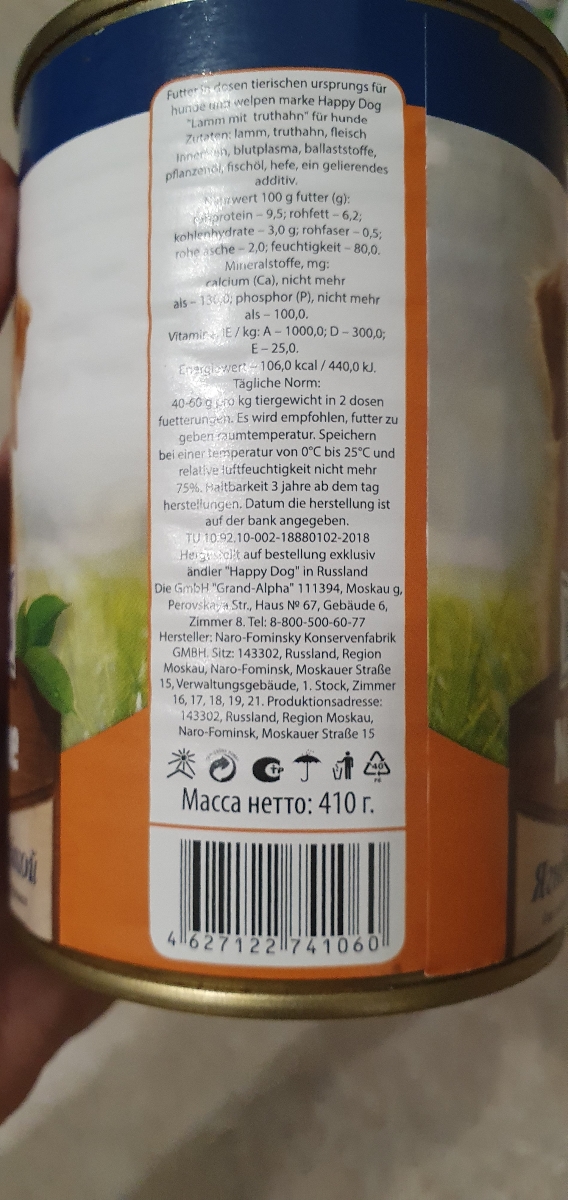 Futter in dosen tierischen ursprungs für
hunde und welpen marke Happy Dog
"Lamm mit truthahn" für hunde
Zutaten: lamm, truthahn, fleisch
blutplasma, ballaststoffe,
pflanzenöl, fischöl, hefe, ein gelierendes
additiv.
100 g futter (g):
– 9,5; rohfett – 6,2;
kohlenhydrate – 3,0 g; rohfaser – 0,5;
rohe asche – 2,0; feuchtigkeit – 80,0.
Mineralstoffe, mg:
calcium (Ca), nicht mehr
als – 130,0; phosphor (P), nicht mehr
als – 100,0.
IE / kg: A – 1000,0; D – 300,0;
E – 25,0.
– 106,0 kcal / 440,0 kJ.
Tägliche Norm:
40-60 g pro kg tiergewicht in 2 dosen
fuetterungen. Es wird empfohlen, futter zu
geben raumtemperatur. Speichern
bei einer temperatur von 0°C bis 25°C und
relative luftfeuchtigkeit nicht mehr
75%. Haltbarkeit 3 jahre ab dem tag
herstellungen. Datum die herstellung ist
auf der bank angegeben.
TU 10.92.10-002-18880102-2018
Hergestellt auf bestellung exklusiv
ändler "Happy Dog" in Russland
Die GmbH "Grand-Alpha" 111394, Moskau g,
Perovskaya Str., Haus № 67, Gebäude 6,
Zimmer 8. Tel: 8-800-500-60-77
Hersteller: Naro-Fominsky Konservenfabrik
GMBH. Sitz: 143302, Russland, Region
Moskau, Naro-Fominsk, Moskauer Straße
15, Verwaltungsgebäude, 1. Stock, Zimmer
16, 17, 18, 19, 21. Produktionsadresse:
143302, Russland, Region Moskau,
Naro-Fominsk, Moskauer Straße 15
40
Масса нетто: 410 г.
4 627122 741060